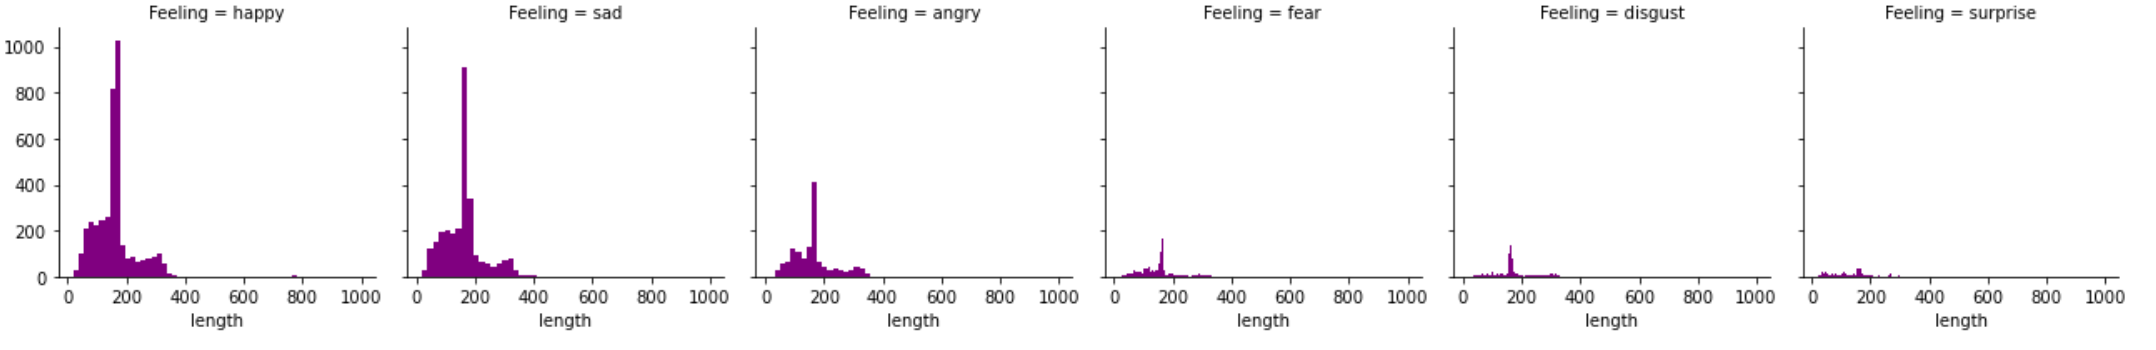 Feeling = happy Feeling = sad Feeling = angry Feeling = fear Feeling = disgust Feeling = surprise
1000
800
600
400
200
0
0 200 400 600 800 1000 0 200 400 600 800 1000 0 200 400 600 800 1000 0 200 400 600 800 1000 0 200 400 600 800 1000 0 200 400 600 800 1000
length length length length length length